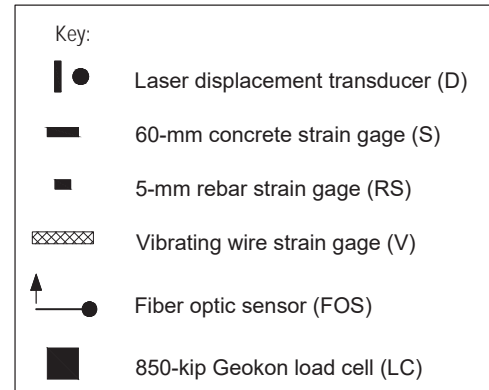 Key:
Laser displacement transducer (D)
60-mm concrete strain gage (S)
5-mm rebar strain gage (RS)
Vibrating wire strain gage (V)
Fiber optic sensor (FOS)
850-kip Geokon load cell (LC)